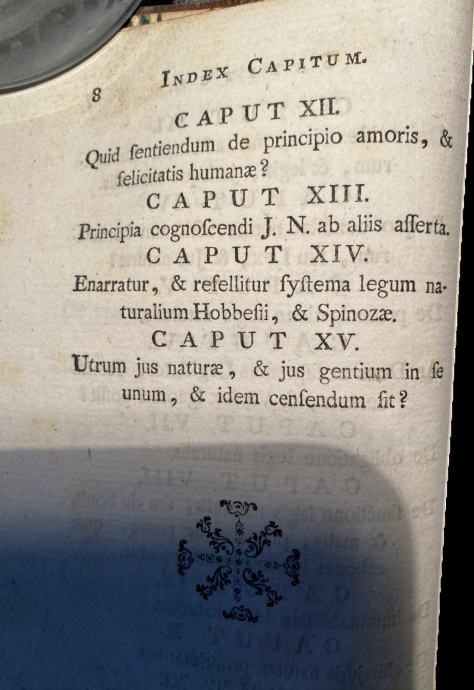 8 INDEX CAPITUM.
CAPUT XII.
Quid ſentiendum de principio amoris, &
felicitatis humanæ?
CAPUT XIII.
Principia cognoſcendi J. N. ab aliis aſſerta.
CAPUT XIV.
Enarratur, & refellitur ſyſtema legum na-
turalium Hobbeſii, & Spinozæ.
CAPUT XV.
Utrum jus naturæ, & jus gentium in ſe
unum, & idem cenſendum ſit?